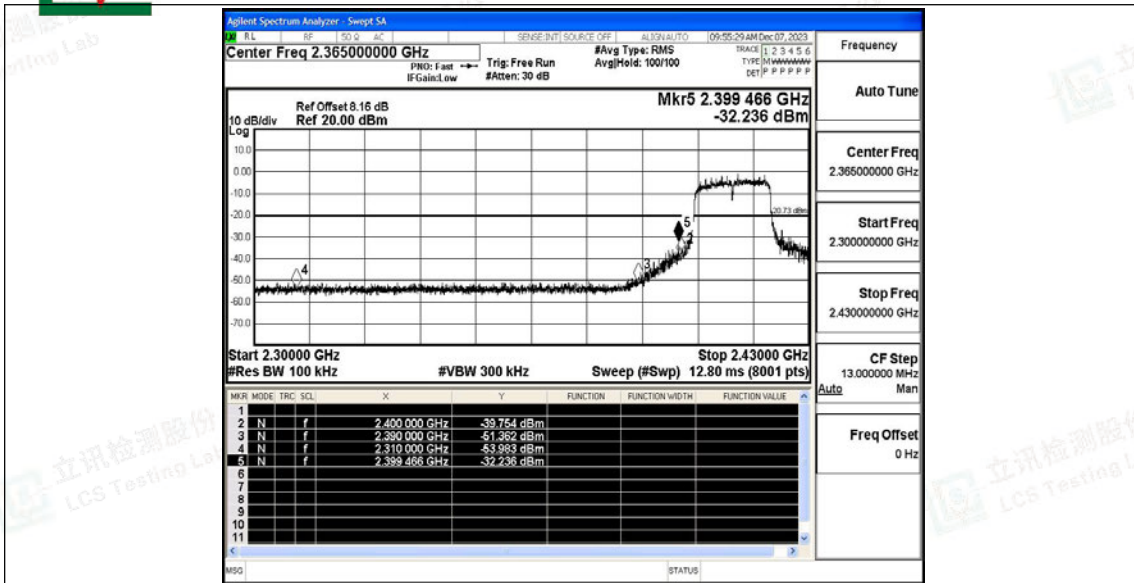 Agilent Spectrum Analyzer - Swept SA
RL RF 50 Ω AC SENSE:INT SOURCE OFF ALIGN AUTO 09:55:29 AM Dec 07, 2023
Center Freq 2.365000000 GHz
PNO: Fast
IFGain:Low
Trig: Free Run
#Atten: 30 dB
#Avg Type: RMS
Avg|Hold: 100/100
TRACE 1 2 3 4 5 6
TYPE M
DET P P P P P P
Frequency
Auto Tune
Center Freq
2.365000000 GHz
Start Freq
2.300000000 GHz
Stop Freq
2.430000000 GHz
CF Step
13.000000 MHz
Auto Man
Freq Offset
0 Hz
Mkr5 2.399 466 GHz
-32.236 dBm
Ref Offset 8.16 dB
10 dB/div Ref 20.00 dBm
Log
10.0
0.00
-10.0
-20.0
-30.0
-40.0
-50.0
-60.0
-70.0
4
3
2
5
Start 2.30000 GHz Stop 2.43000 GHz
#Res BW 100 kHz #VBW 300 kHz Sweep (#Swp) 12.80 ms (8001 pts)
MKR MODE TRC SCL X Y FUNCTION FUNCTION WIDTH FUNCTION VALUE
1
2 N f 2.400 000 GHz -39.754 dBm
3 N f 2.390 000 GHz -51.362 dBm
4 N f 2.310 000 GHz -53.983 dBm
5 N f 2.399 466 GHz -32.236 dBm
6
7
8
9
10
11
MSG STATUS
立讯检测股份
LCS Testing Lab
立讯检测股份
LCS Testing L